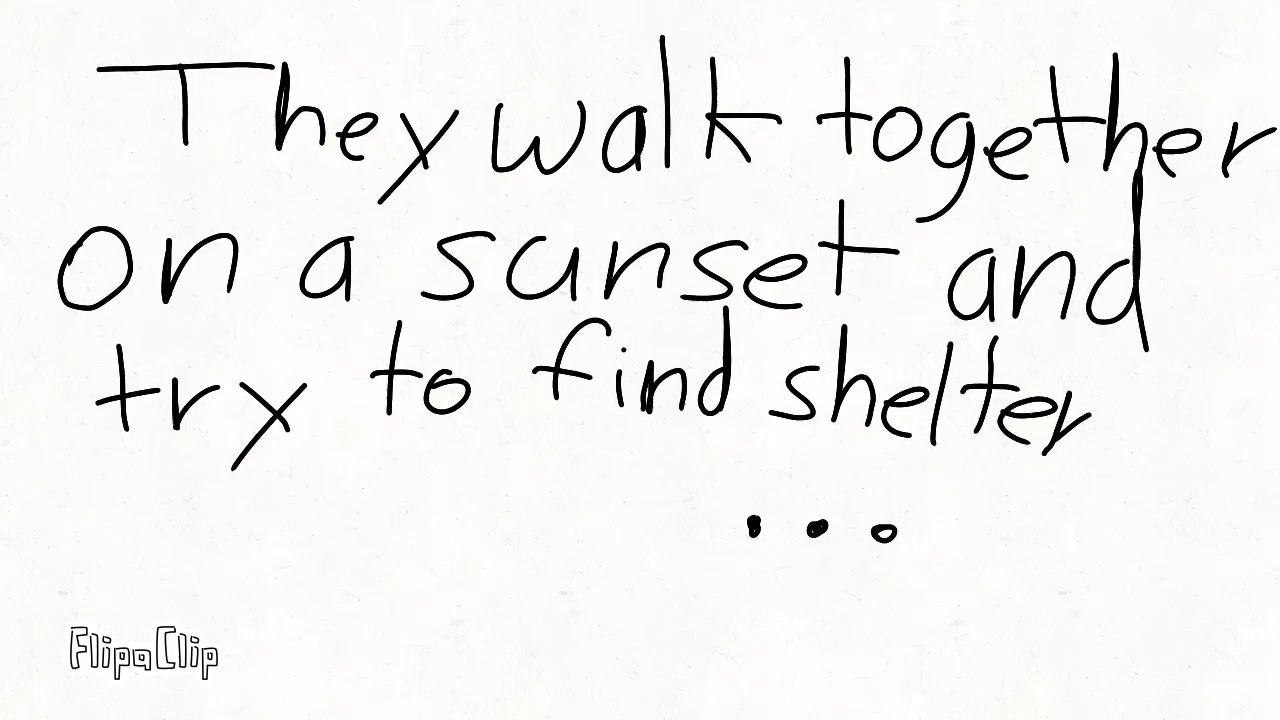 They walk together
on a sunset and
try to find shelter
...
FlipaClip